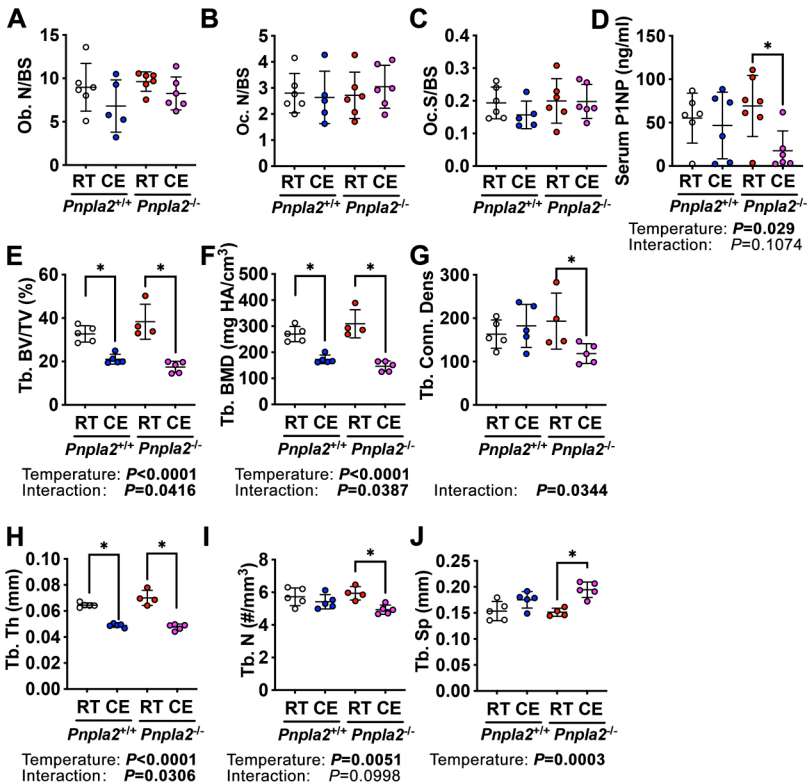 A
Ob. N/BS
15
10
5
0
RT CE RT CE
Pnpla2+/+ Pnpla2-/-
B
Oc. N/BS
5
4
3
2
1
0
RT CE RT CE
Pnpla2+/+ Pnpla2-/-
C
Oc.S/BS
0.4
0.3
0.2
0.1
0.0
RT CE RT CE
Pnpla2+/+ Pnpla2-/-
D
Serum P1NP (ng/ml)
150
100
50
0
*
RT CE RT CE
Pnpla2+/+ Pnpla2-/-
Temperature: P=0.029
Interaction: P=0.1074
E
Tb. BV/TV (%)
60
40
20
0
* *
RT CE RT CE
Pnpla2+/+ Pnpla2-/-
Temperature: P<0.0001
Interaction: P=0.0416
F
Tb. BMD (mg HA/cm3)
500
400
300
200
100
0
* *
RT CE RT CE
Pnpla2+/+ Pnpla2-/-
Temperature: P<0.0001
Interaction: P=0.0387
G
Tb. Conn. Dens
300
200
100
0
*
RT CE RT CE
Pnpla2+/+ Pnpla2-/-
Interaction: P=0.0344
H
Tb. Th (mm)
0.10
0.08
0.06
0.04
0.02
0.00
* *
RT CE RT CE
Pnpla2+/+ Pnpla2-/-
Temperature: P<0.0001
Interaction: P=0.0306
I
Tb. N (#/mm3)
8
6
4
2
0
*
RT CE RT CE
Pnpla2+/+ Pnpla2-/-
Temperature: P=0.0051
Interaction: P=0.0998
J
Tb. Sp (mm)
0.25
0.20
0.15
0.10
0.05
0.00
*
RT CE RT CE
Pnpla2+/+ Pnpla2-/-
Temperature: P=0.0003